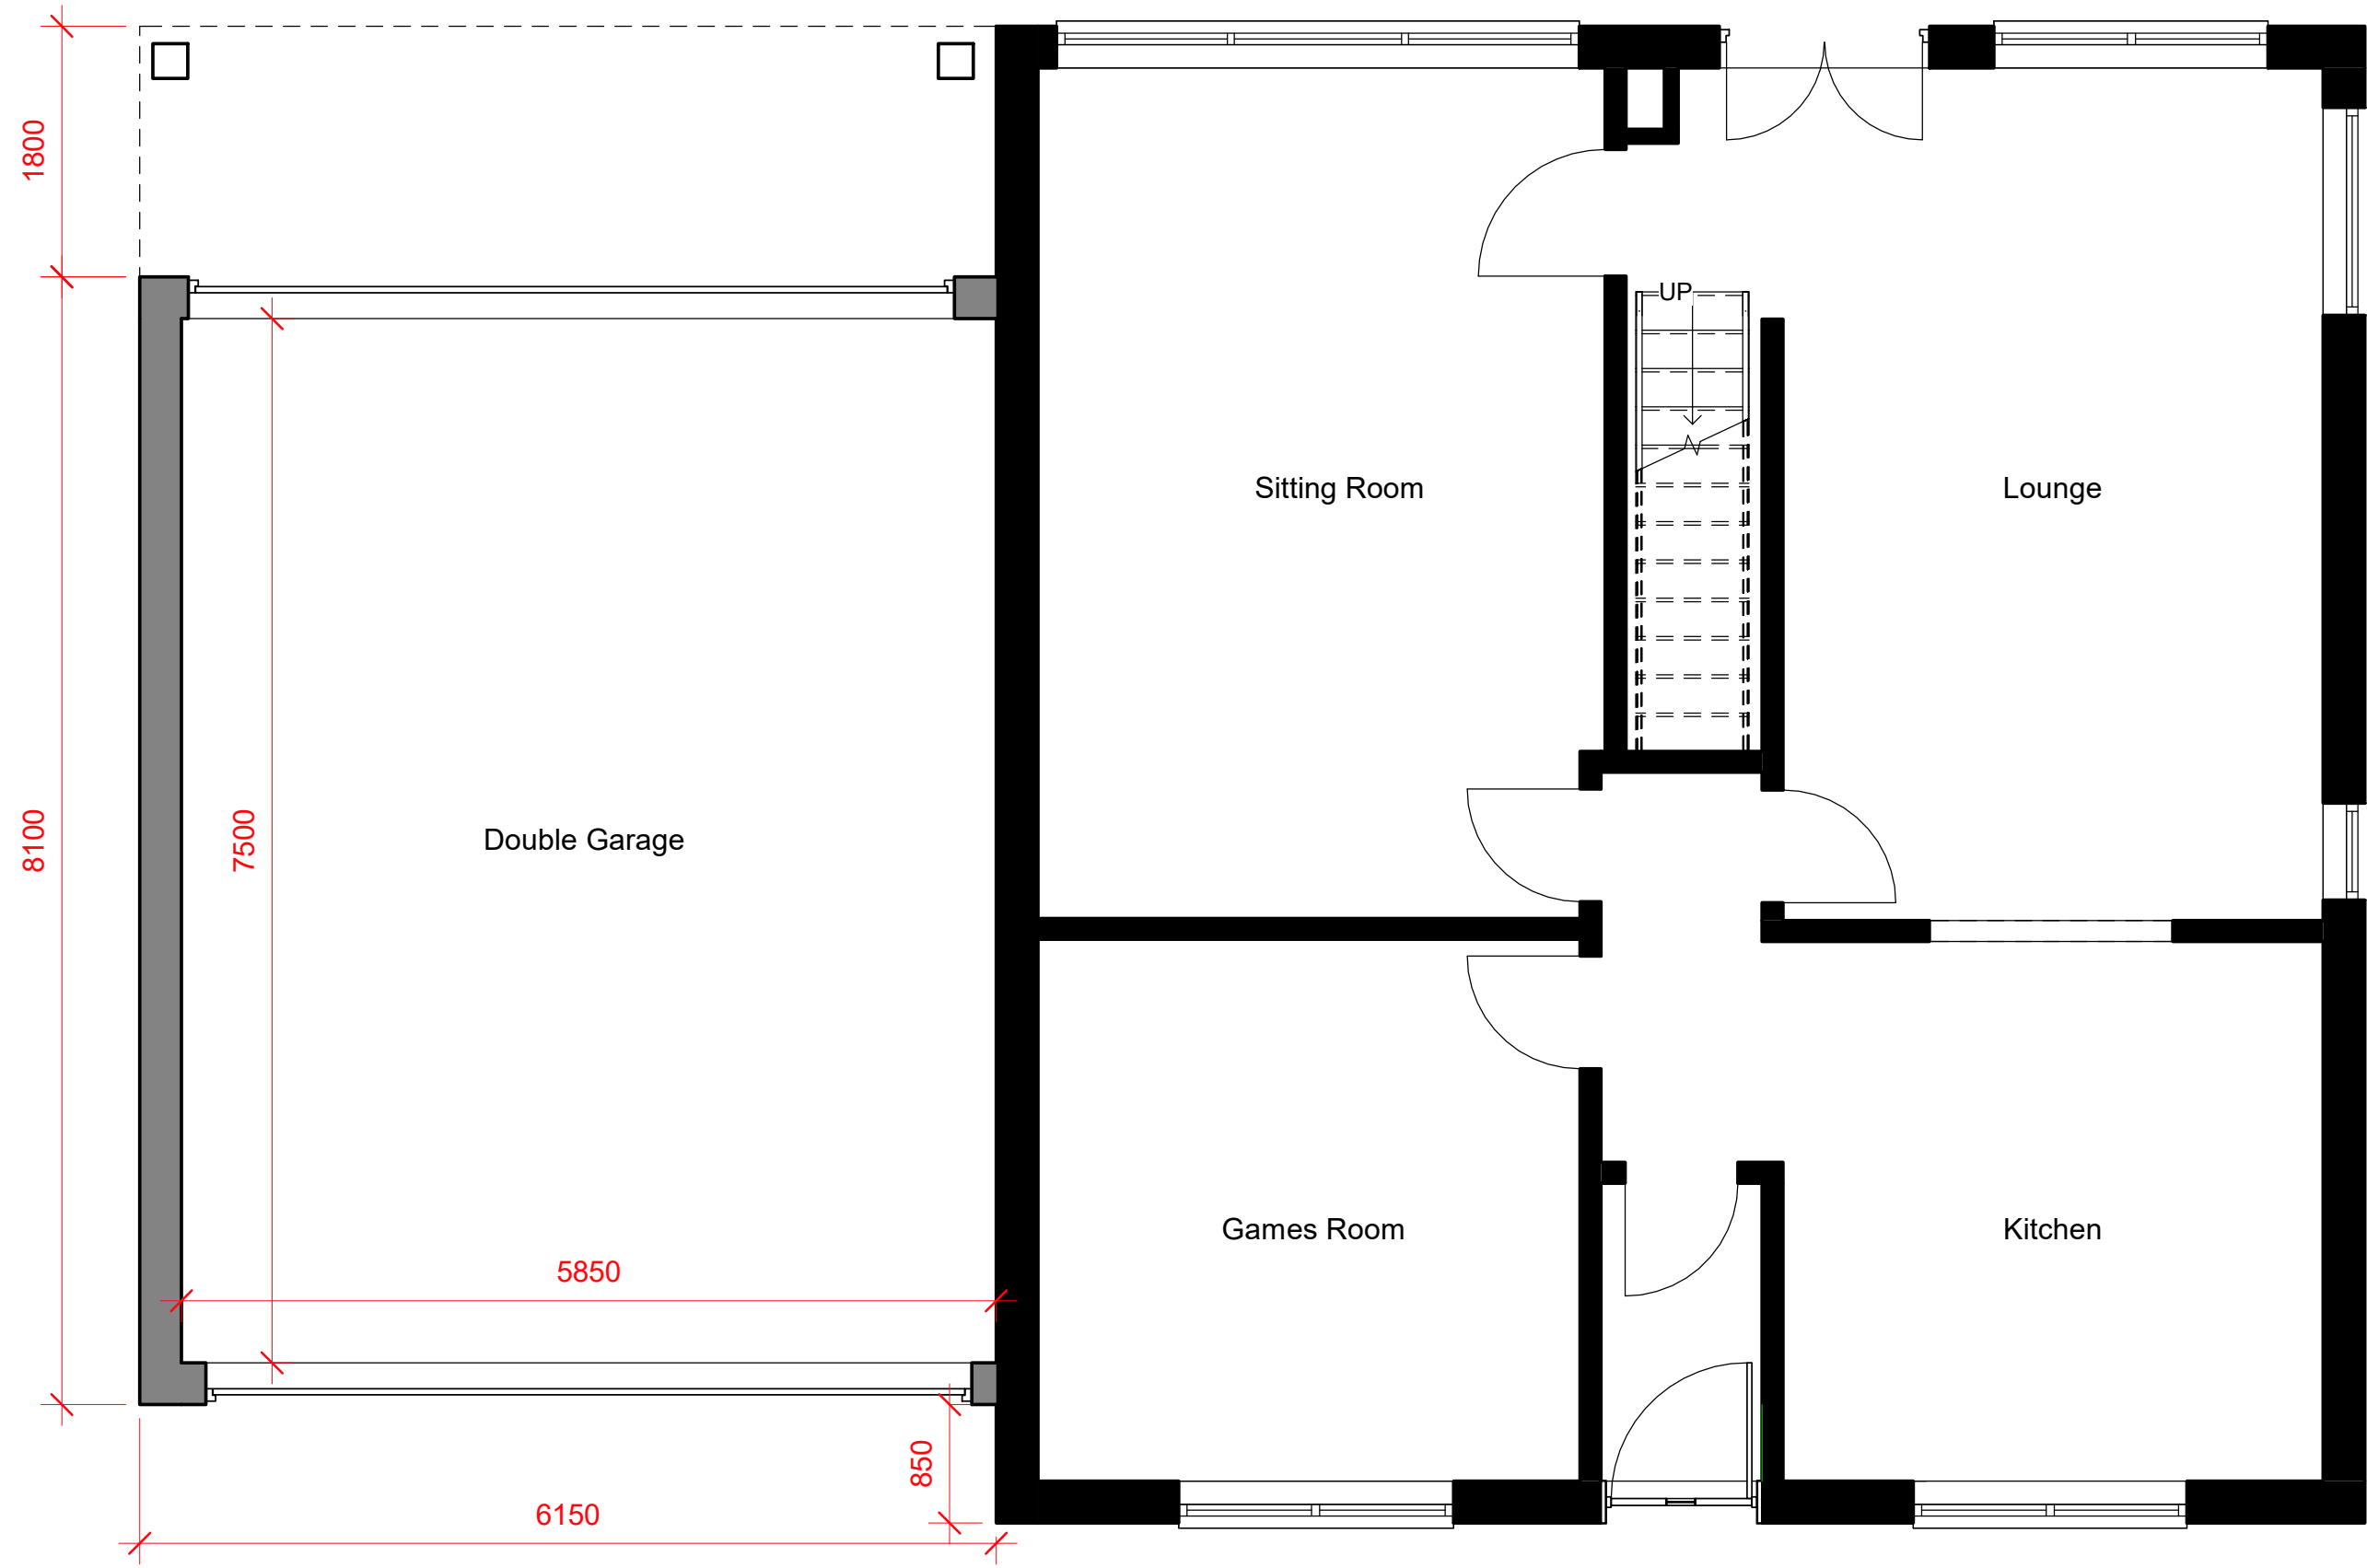 1800
UP
Sitting Room
Lounge
8100
7500
Double Garage
Games Room
Kitchen
5850
850
6150